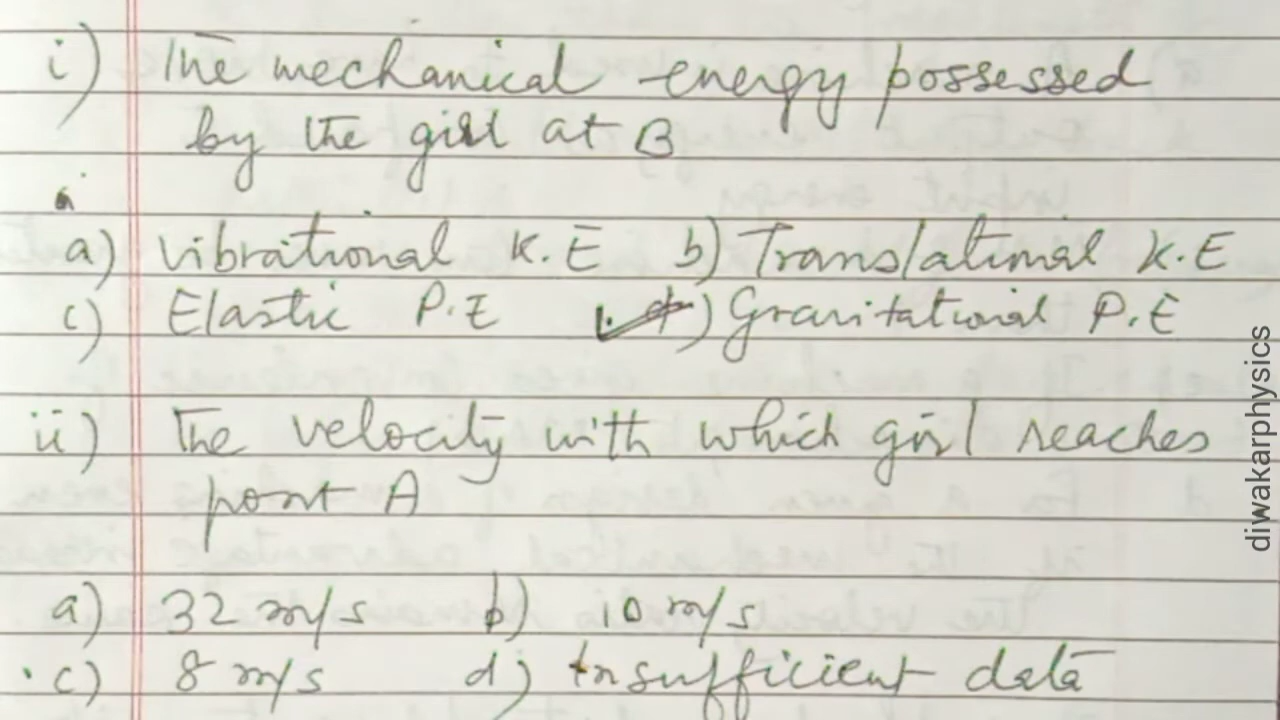 i) The mechanical energy possessed
by the girl at B
a) Vibrational K.E b) Translational K.E
c) Elastic P.E d) Gravitational P.E
ii) The velocity with which girl reaches
point A
a) 32 m/s b) 10 m/s
c) 8 m/s d) Insufficient data
diwakarphysics